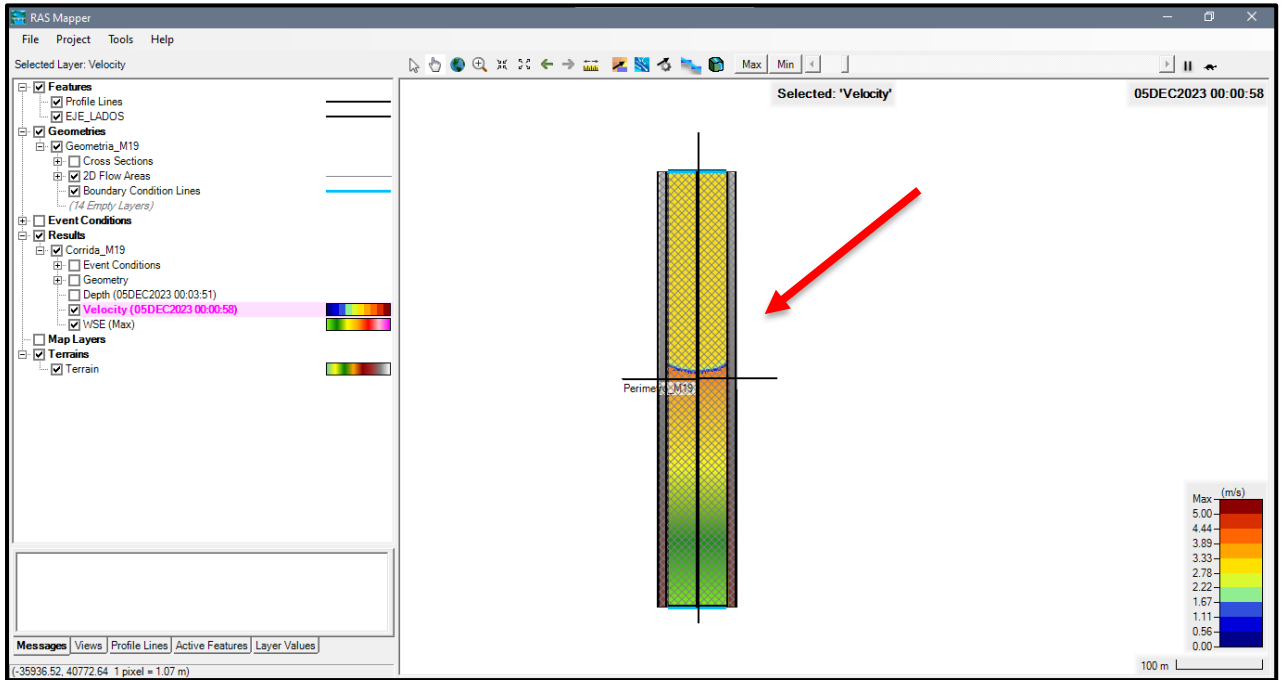 RAS Mapper
File Project Tools Help
Selected Layer: Velocity
Max Min
Features
Profile Lines
EJE_LADOS
Geometries
Geometria_M19
Cross Sections
2D Flow Areas
Boundary Condition Lines
(14 Empty Layers)
Event Conditions
Results
Corrida_M19
Event Conditions
Geometry
Depth (05DEC2023 00:03:51)
Velocity (05DEC2023 00:00:58)
WSE (Max)
Map Layers
Terrains
Terrain
Selected: 'Velocity'
05DEC2023 00:00:58
Perimetro_M19
(m/s)
Max
5.00
4.44
3.89
3.33
2.78
2.22
1.67
1.11
0.56
0.00
100 m
Messages Views Profile Lines Active Features Layer Values
(-35936.52, 40772.64 1 pixel = 1.07 m)